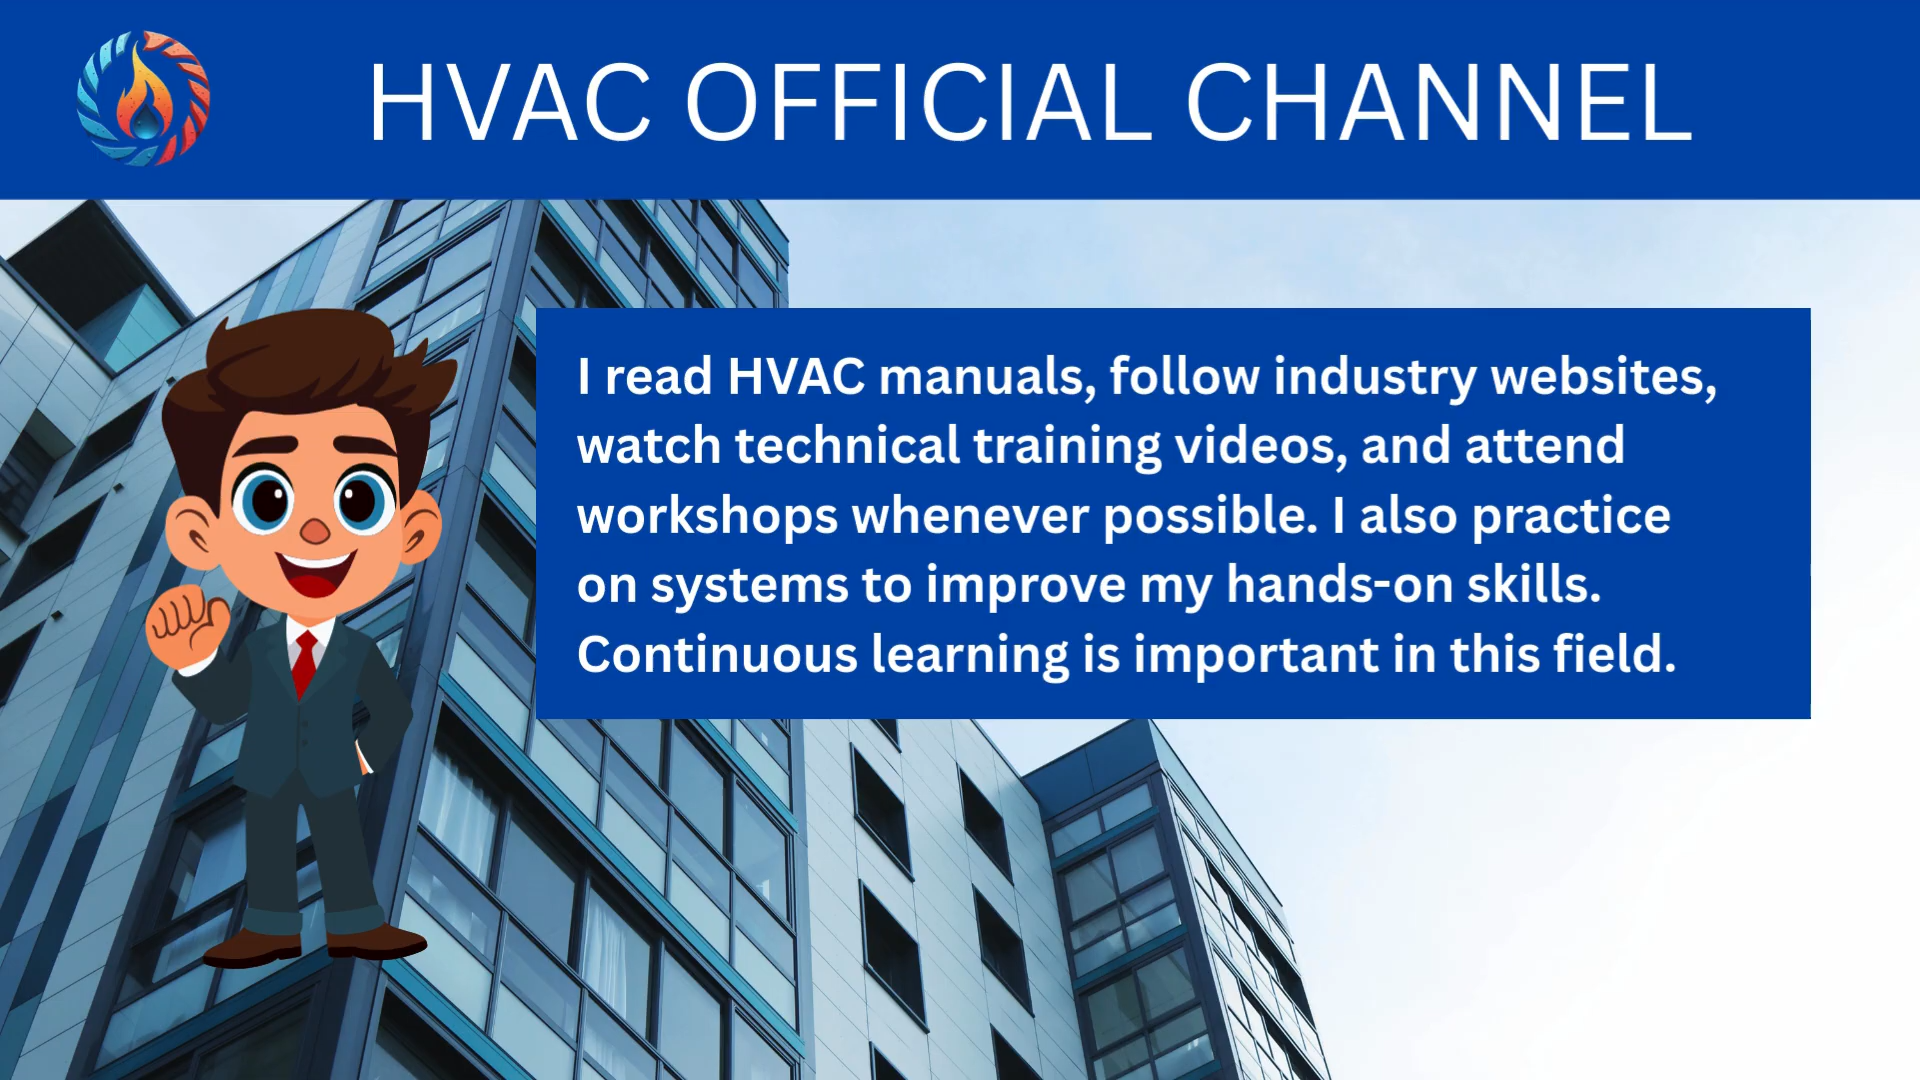 HVAC OFFICIAL CHANNEL
I read HVAC manuals, follow industry websites,
watch technical training videos, and attend
workshops whenever possible. I also practice
on systems to improve my hands-on skills.
Continuous learning is important in this field.